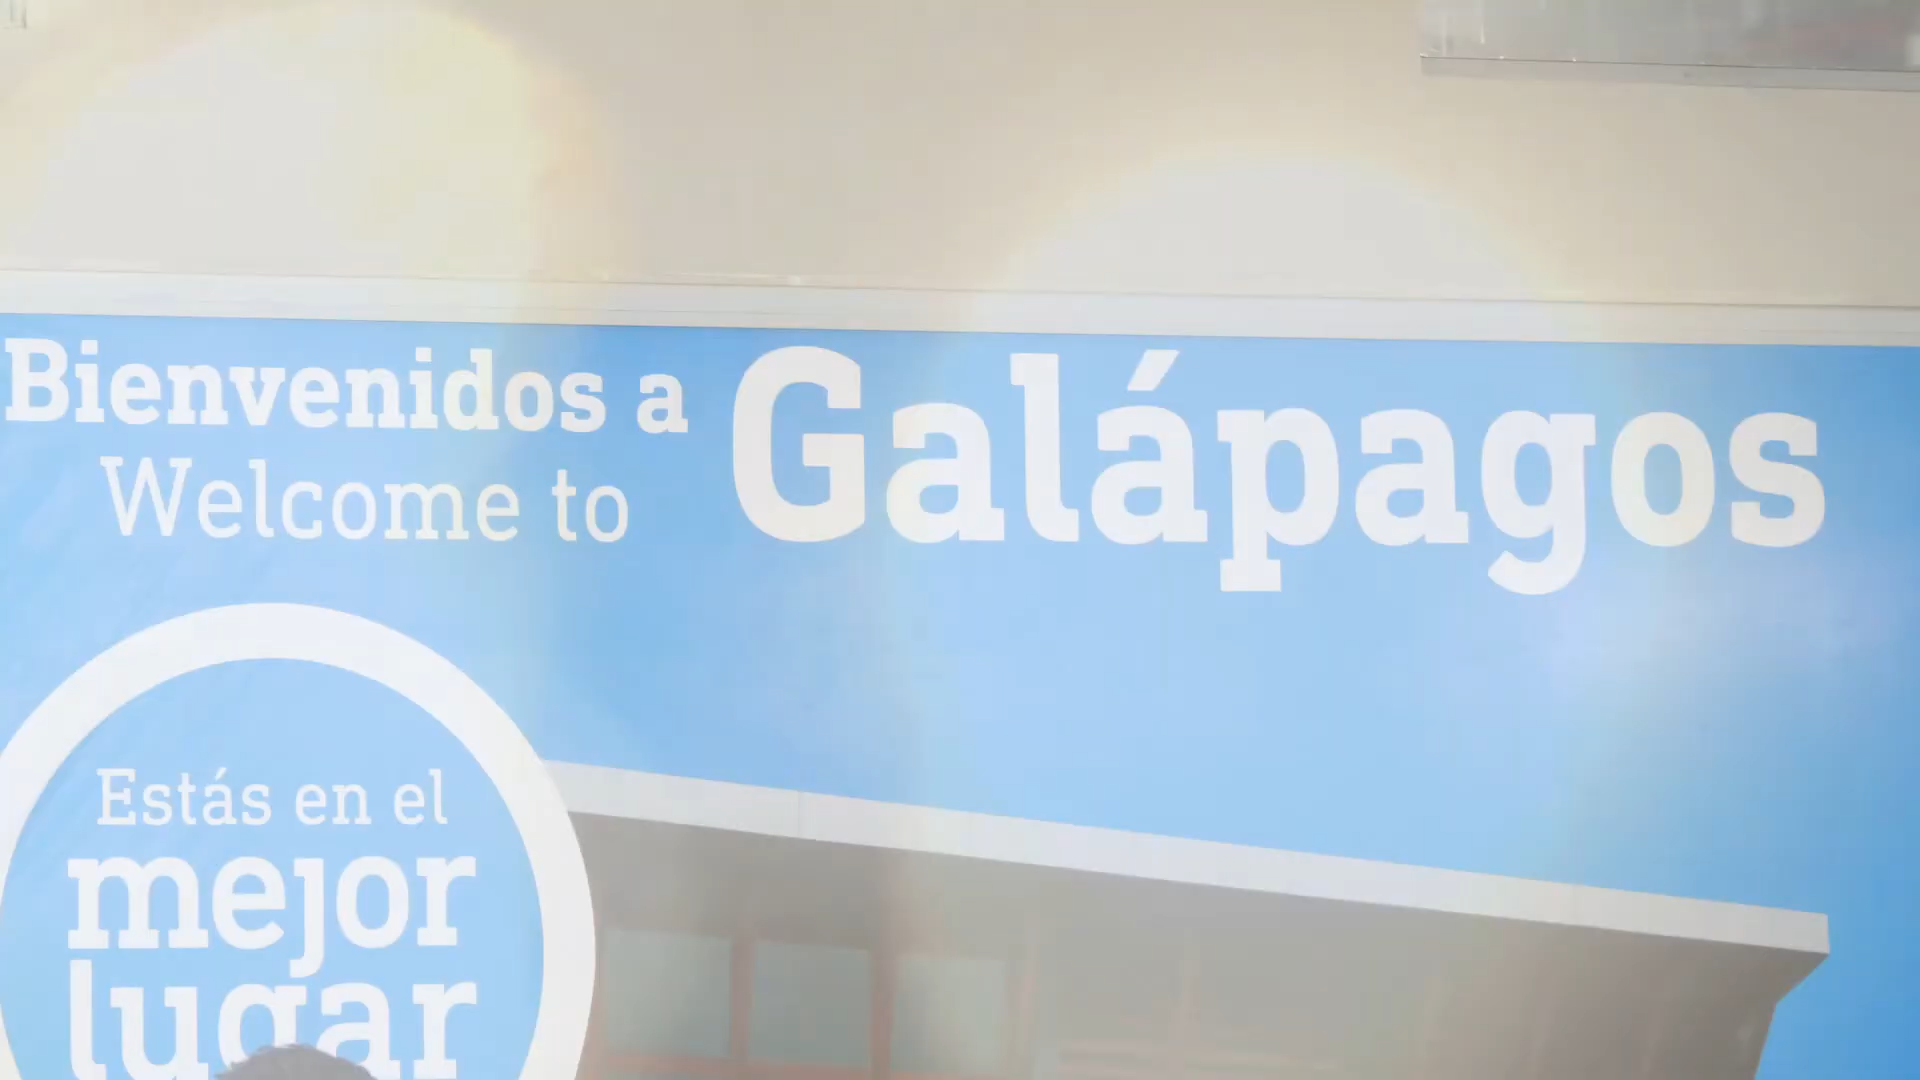 Bienvenidos a
Welcome to
Galápagos
Estás en el
mejor
lugar